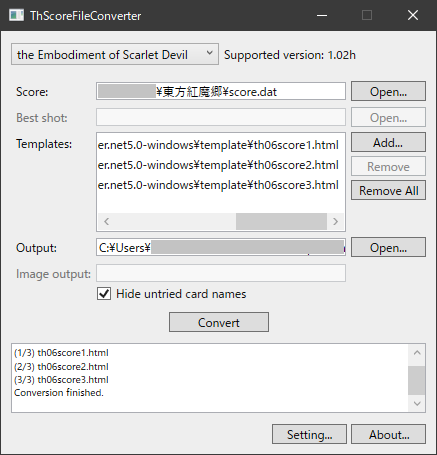 ThScoreFileConverter
the Embodiment of Scarlet Devil Supported version: 1.02h
Score: ¥東方紅魔郷¥score.dat Open...
Best shot: Open...
Templates: er.net5.0-windows¥template¥th06score1.html Add...
er.net5.0-windows¥template¥th06score2.html Remove
er.net5.0-windows¥template¥th06score3.html Remove All
Output: C:¥Users¥ Open...
Image output:
Hide untried card names
Convert
(1/3) th06score1.html
(2/3) th06score2.html
(3/3) th06score3.html
Conversion finished.
Setting... About...